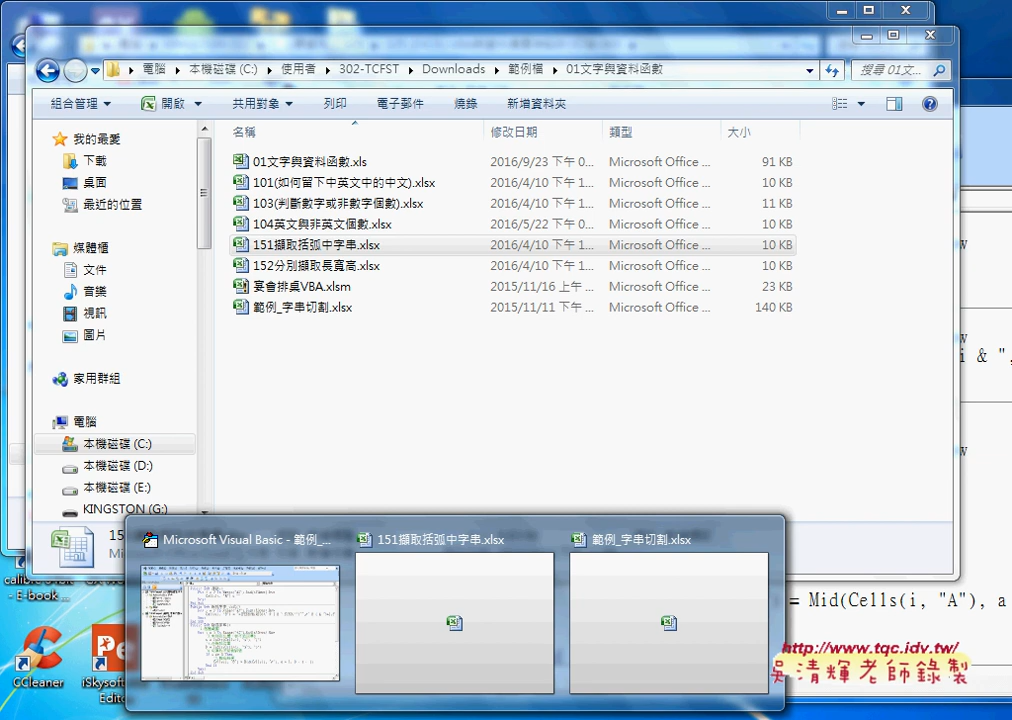 電腦 ▸ 本機磁碟 (C:) ▸ 使用者 ▸ 302-TCFST ▸ Downloads ▸ 範例檔 ▸ 01文字與資料函數
搜尋 01文...
組合管理 開啟 共用對象 列印 電子郵件 燒錄 新增資料夾
名稱 修改日期 類型 大小
我的最愛
下載
桌面
最近的位置
媒體櫃
文件
音樂
視訊
圖片
家用群組
電腦
本機磁碟 (C:)
本機磁碟 (D:)
本機磁碟 (E:)
KINGSTON (G:)
01文字與資料函數.xls 2016/9/23 下午 0... Microsoft Office ... 91 KB
101(如何留下中英文中的中文).xlsx 2016/4/10 下午 1... Microsoft Office ... 10 KB
103(判斷數字或非數字個數).xlsx 2016/4/10 下午 1... Microsoft Office ... 11 KB
104英文與非英文個數.xlsx 2016/5/22 下午 0... Microsoft Office ... 10 KB
151擷取括弧中字串.xlsx 2016/4/10 下午 1... Microsoft Office ... 10 KB
152分別擷取長寬高.xlsx 2016/4/10 下午 1... Microsoft Office ... 10 KB
宴會排桌VBA.xlsm 2015/11/16 上午 ... Microsoft Office ... 23 KB
範例_字串切割.xlsx 2015/11/11 下午 ... Microsoft Office ... 140 KB
i & ",
Microsoft Visual Basic - 範例_...
151擷取括弧中字串.xlsx
範例_字串切割.xlsx
- E-book ...
= Mid(Cells(i, "A"), a
CCleaner
iSkysoft
Edito
http://www.tqc.idv.tw/
吳清輝老師錄製